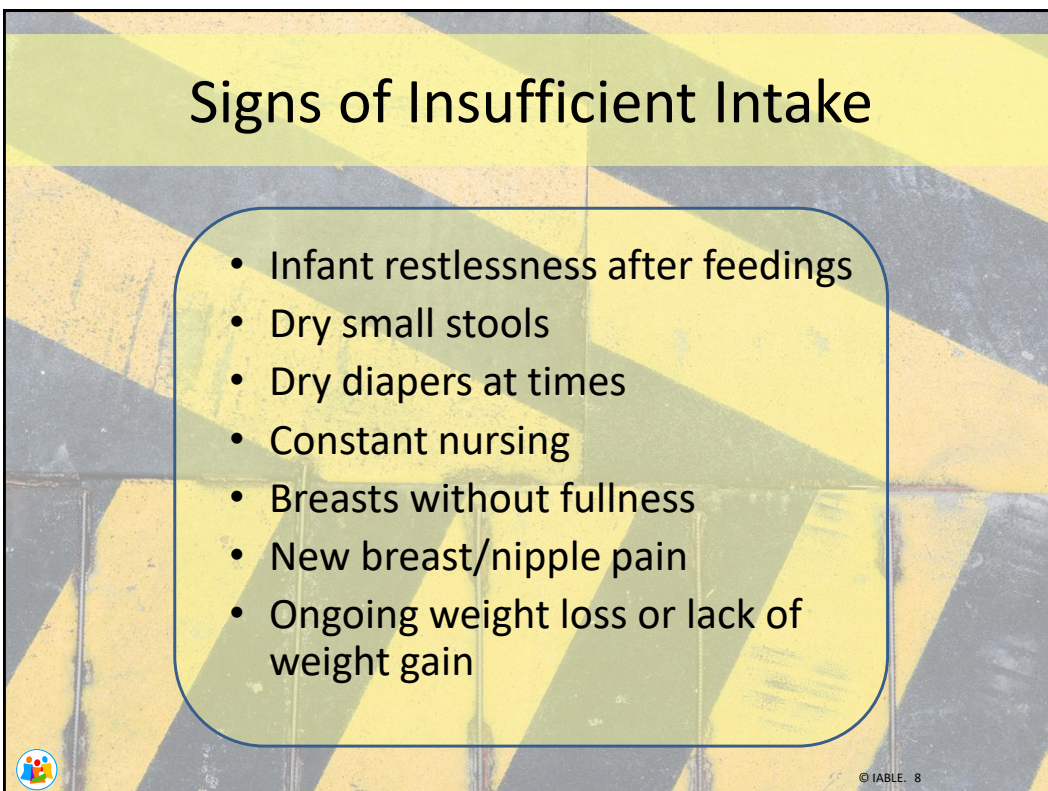 Signs of Insufficient Intake
• Infant restlessness after feedings
• Dry small stools
• Dry diapers at times
• Constant nursing
• Breasts without fullness
• New breast/nipple pain
• Ongoing weight loss or lack of
weight gain
© IABLE. 8